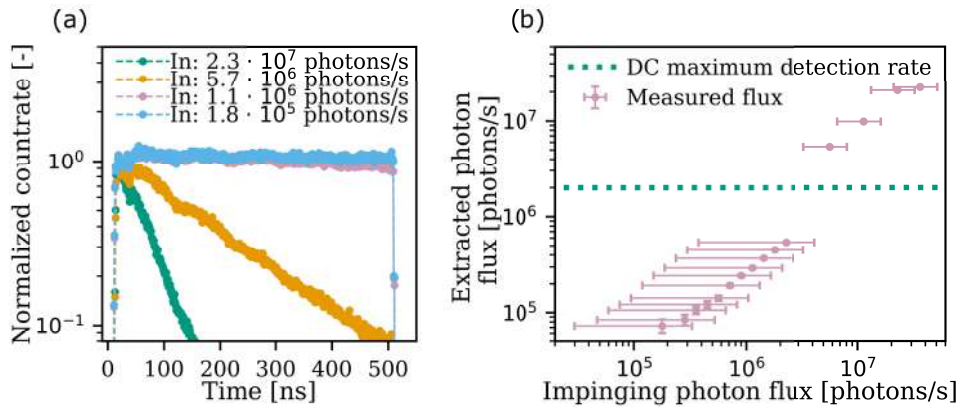 (a)
Normalized countrate [-]
10⁰
10⁻¹
In: 2.3 · 10⁷ photons/s
In: 5.7 · 10⁶ photons/s
In: 1.1 · 10⁶ photons/s
In: 1.8 · 10⁵ photons/s
0 100 200 300 400 500
Time [ns]
(b)
Extracted photon
flux [photons/s]
10⁷
10⁶
10⁵
DC maximum detection rate
Measured flux
10⁵ 10⁶ 10⁷
Impinging photon flux [photons/s]